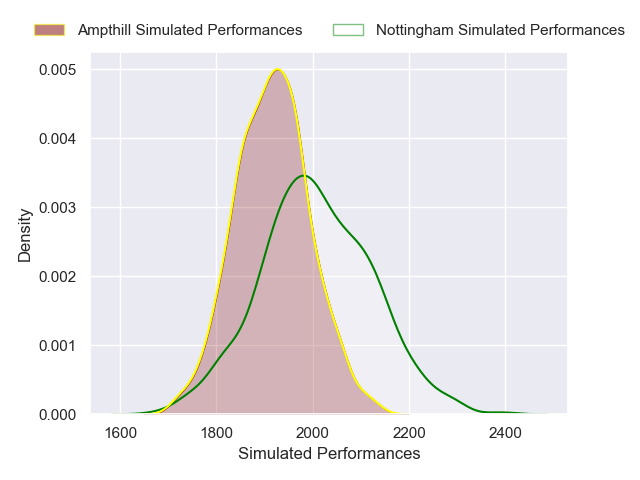 Ampthill Simulated Performances Nottingham Simulated Performances
0.005
0.004
0.003
0.002
0.001
0.000
Density
1600 1800 2000 2200 2400
Simulated Performances